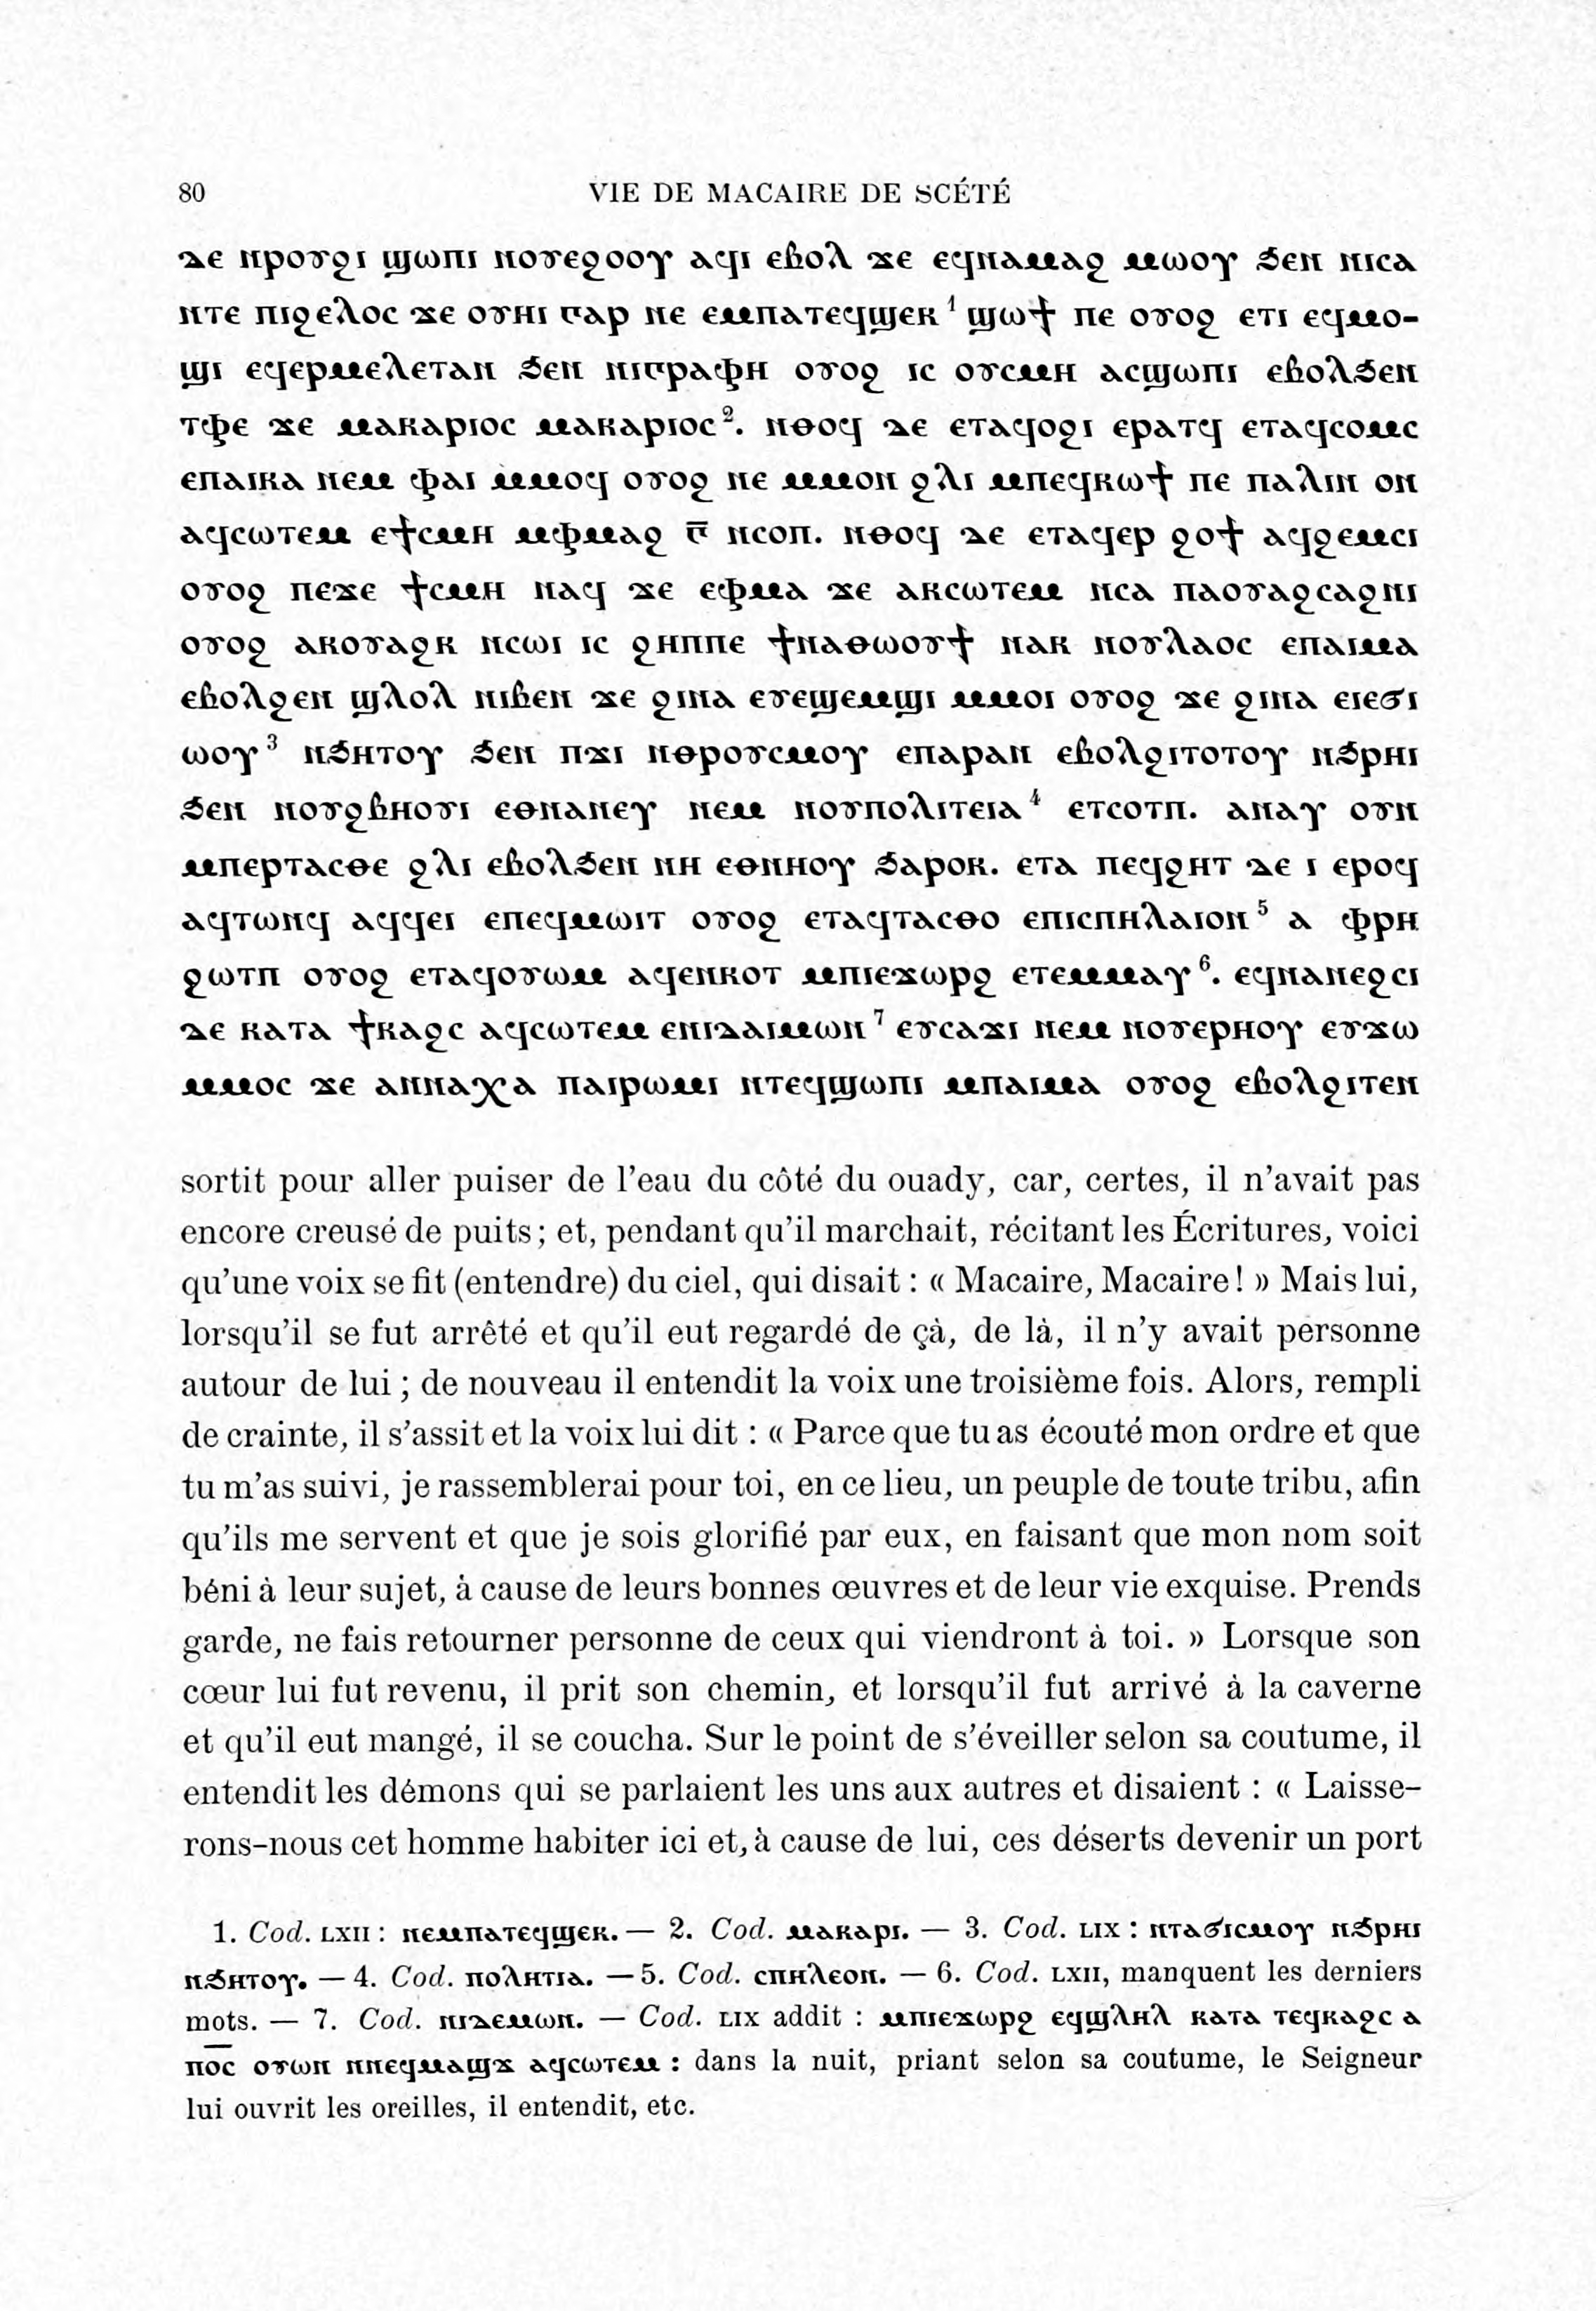 80 VIE DE MACAIRE DE SCÉTÉ
ⲇⲉ ⲛⲣⲟⲩϩⲓ ϣⲱⲡⲓ ⲛⲟⲩⲉϩⲟⲟⲩ ⲁϥⲓ ⲉⲃⲟⲗ ϫⲉ ⲉϥⲛⲁⲙⲁϩ ⲙⲱⲟⲩ ϧⲉⲛ ⲛⲓⲥⲁ
ⲛⲧⲉ ⲡⲓϩⲉⲗⲟⲥ ϫⲉ ⲟⲩⲏⲓ ⲅⲁⲣ ⲛⲉ ⲉⲙⲡⲁⲧⲉϥϣⲉⲕ ¹ ϣⲱϯ ⲡⲉ ⲟⲩⲟϩ ⲉⲧⲓ ⲉϥⲙⲟ-
ϣⲓ ⲉϥⲉⲣⲙⲉⲗⲉⲧⲁⲛ ϧⲉⲛ ⲛⲓⲅⲣⲁⲫⲏ ⲟⲩⲟϩ ⲓⲥ ⲟⲩⲥⲙⲏ ⲁⲥϣⲱⲡⲓ ⲉⲃⲟⲗϧⲉⲛ
ⲧⲫⲉ ϫⲉ ⲙⲁⲕⲁⲣⲓⲟⲥ ⲙⲁⲕⲁⲣⲓⲟⲥ ². ⲛⲑⲟϥ ⲇⲉ ⲉⲧⲁϥⲟϩⲓ ⲉⲣⲁⲧϥ ⲉⲧⲁϥⲥⲟⲙⲥ
ⲉⲡⲁⲓⲕⲁ ⲛⲉⲙ ⲫⲁⲓ ⲙⲙⲟϥ ⲟⲩⲟϩ ⲛⲉ ⲙⲙⲟⲛ ϩⲗⲓ ⲙⲡⲉϥⲕⲱϯ ⲡⲉ ⲡⲁⲗⲓⲛ ⲟⲛ
ⲁϥⲥⲱⲧⲉⲙ ⲉϯⲥⲙⲏ ⲙⲫⲙⲁϩ ⲅ̅ ⲛⲥⲟⲡ. ⲛⲑⲟϥ ⲇⲉ ⲉⲧⲁϥⲉⲣ ϩⲟϯ ⲁϥϩⲉⲙⲥⲓ
ⲟⲩⲟϩ ⲡⲉϫⲉ ϯⲥⲙⲏ ⲛⲁϥ ϫⲉ ⲉⲫⲙⲁ ϫⲉ ⲁⲕⲥⲱⲧⲉⲙ ⲛⲥⲁ ⲡⲁⲟⲩⲁϩⲥⲁϩⲛⲓ
ⲟⲩⲟϩ ⲁⲕⲟⲩⲁϩⲕ ⲛⲥⲱⲓ ⲓⲥ ϩⲏⲡⲡⲉ ϯⲛⲁⲑⲱⲟⲩϯ ⲛⲁⲕ ⲛⲟⲩⲗⲁⲟⲥ ⲉⲡⲁⲓⲙⲁ
ⲉⲃⲟⲗϩⲉⲛ ϣⲗⲟⲗ ⲛⲓⲃⲉⲛ ϫⲉ ϩⲓⲛⲁ ⲉⲩⲉϣⲉⲙϣⲓ ⲙⲙⲟⲓ ⲟⲩⲟϩ ϫⲉ ϩⲓⲛⲁ ⲉⲓⲉϭⲓ
ⲱⲟⲩ ³ ⲛϧⲏⲧⲟⲩ ϧⲉⲛ ⲡϫⲓ ⲛⲑⲣⲟⲩⲥⲙⲟⲩ ⲉⲡⲁⲣⲁⲛ ⲉⲃⲟⲗϩⲓⲧⲟⲧⲟⲩ ⲛϧⲣⲏⲓ
ϧⲉⲛ ⲛⲟⲩϩⲃⲏⲟⲩⲓ ⲉⲑⲛⲁⲛⲉⲩ ⲛⲉⲙ ⲛⲟⲩⲡⲟⲗⲓⲧⲉⲓⲁ ⁴ ⲉⲧⲥⲟⲧⲡ. ⲁⲛⲁⲩ ⲟⲩⲛ
ⲙⲡⲉⲣⲧⲁⲥⲑⲉ ϩⲗⲓ ⲉⲃⲟⲗϧⲉⲛ ⲛⲏ ⲉⲑⲛⲏⲟⲩ ϧⲁⲣⲟⲕ. ⲉⲧⲁ ⲡⲉϥϩⲏⲧ ⲇⲉ ⲓ ⲉⲣⲟϥ
ⲁϥⲧⲱⲛϥ ⲁϥϥⲉⲓ ⲉⲡⲉϥⲙⲱⲓⲧ ⲟⲩⲟϩ ⲉⲧⲁϥⲧⲁⲥⲑⲟ ⲉⲡⲓⲥⲡⲏⲗⲁⲓⲟⲛ ⁵ ⲁ ⲫⲣⲏ
ϩⲱⲧⲡ ⲟⲩⲟϩ ⲉⲧⲁϥⲟⲩⲱⲙ ⲁϥⲉⲛⲕⲟⲧ ⲙⲡⲓⲉϫⲱⲣϩ ⲉⲧⲉⲙⲙⲁⲩ ⁶. ⲉϥⲛⲁⲛⲉϩⲥⲓ
ⲇⲉ ⲕⲁⲧⲁ ϯⲕⲁϩⲥ ⲁϥⲥⲱⲧⲉⲙ ⲉⲛⲓⲇⲁⲓⲙⲱⲛ ⁷ ⲉⲩⲥⲁϫⲓ ⲛⲉⲙ ⲛⲟⲩⲉⲣⲏⲟⲩ ⲉⲩϫⲱ
ⲙⲙⲟⲥ ϫⲉ ⲁⲛⲛⲁⲭⲁ ⲡⲁⲓⲣⲱⲙⲓ ⲛⲧⲉϥϣⲱⲡⲓ ⲙⲡⲁⲓⲙⲁ ⲟⲩⲟϩ ⲉⲃⲟⲗϩⲓⲧⲉⲛ
sortit pour aller puiser de l'eau du côté du ouady, car, certes, il n'avait pas
encore creusé de puits; et, pendant qu'il marchait, récitant les Écritures, voici
qu'une voix se fit (entendre) du ciel, qui disait : « Macaire, Macaire! » Mais lui,
lorsqu'il se fut arrêté et qu'il eut regardé de çà, de là, il n'y avait personne
autour de lui ; de nouveau il entendit la voix une troisième fois. Alors, rempli
de crainte, il s'assit et la voix lui dit : « Parce que tu as écouté mon ordre et que
tu m'as suivi, je rassemblerai pour toi, en ce lieu, un peuple de toute tribu, afin
qu'ils me servent et que je sois glorifié par eux, en faisant que mon nom soit
béni à leur sujet, à cause de leurs bonnes œuvres et de leur vie exquise. Prends
garde, ne fais retourner personne de ceux qui viendront à toi. » Lorsque son
cœur lui fut revenu, il prit son chemin, et lorsqu'il fut arrivé à la caverne
et qu'il eut mangé, il se coucha. Sur le point de s'éveiller selon sa coutume, il
entendit les démons qui se parlaient les uns aux autres et disaient : « Laisse-
rons-nous cet homme habiter ici et, à cause de lui, ces déserts devenir un port
1. Cod. LXII : ⲛⲉⲙⲡⲁⲧⲉϥϣⲉⲕ. — 2. Cod. ⲙⲁⲕⲁⲣⲓ. — 3. Cod. LIX : ⲛⲧⲁϭⲓⲥⲙⲟⲩ ⲛϧⲣⲏⲓ
ⲛϧⲏⲧⲟⲩ. — 4. Cod. ⲡⲟⲗⲏⲧⲓⲁ. — 5. Cod. ⲥⲡⲏⲗⲉⲟⲛ. — 6. Cod. LXII, manquent les derniers
mots. — 7. Cod. ⲛⲓⲇⲉⲙⲱⲛ. — Cod. LIX addit : ⲙⲡⲓⲉϫⲱⲣϩ ⲉϥϣⲗⲏⲗ ⲕⲁⲧⲁ ⲧⲉϥⲕⲁϩⲥ ⲁ
ⲡⲟ̅ⲥ̅ ⲟⲩⲱⲛ ⲛⲛⲉϥⲙⲁϣϫ ⲁϥⲥⲱⲧⲉⲙ : dans la nuit, priant selon sa coutume, le Seigneur
lui ouvrit les oreilles, il entendit, etc.